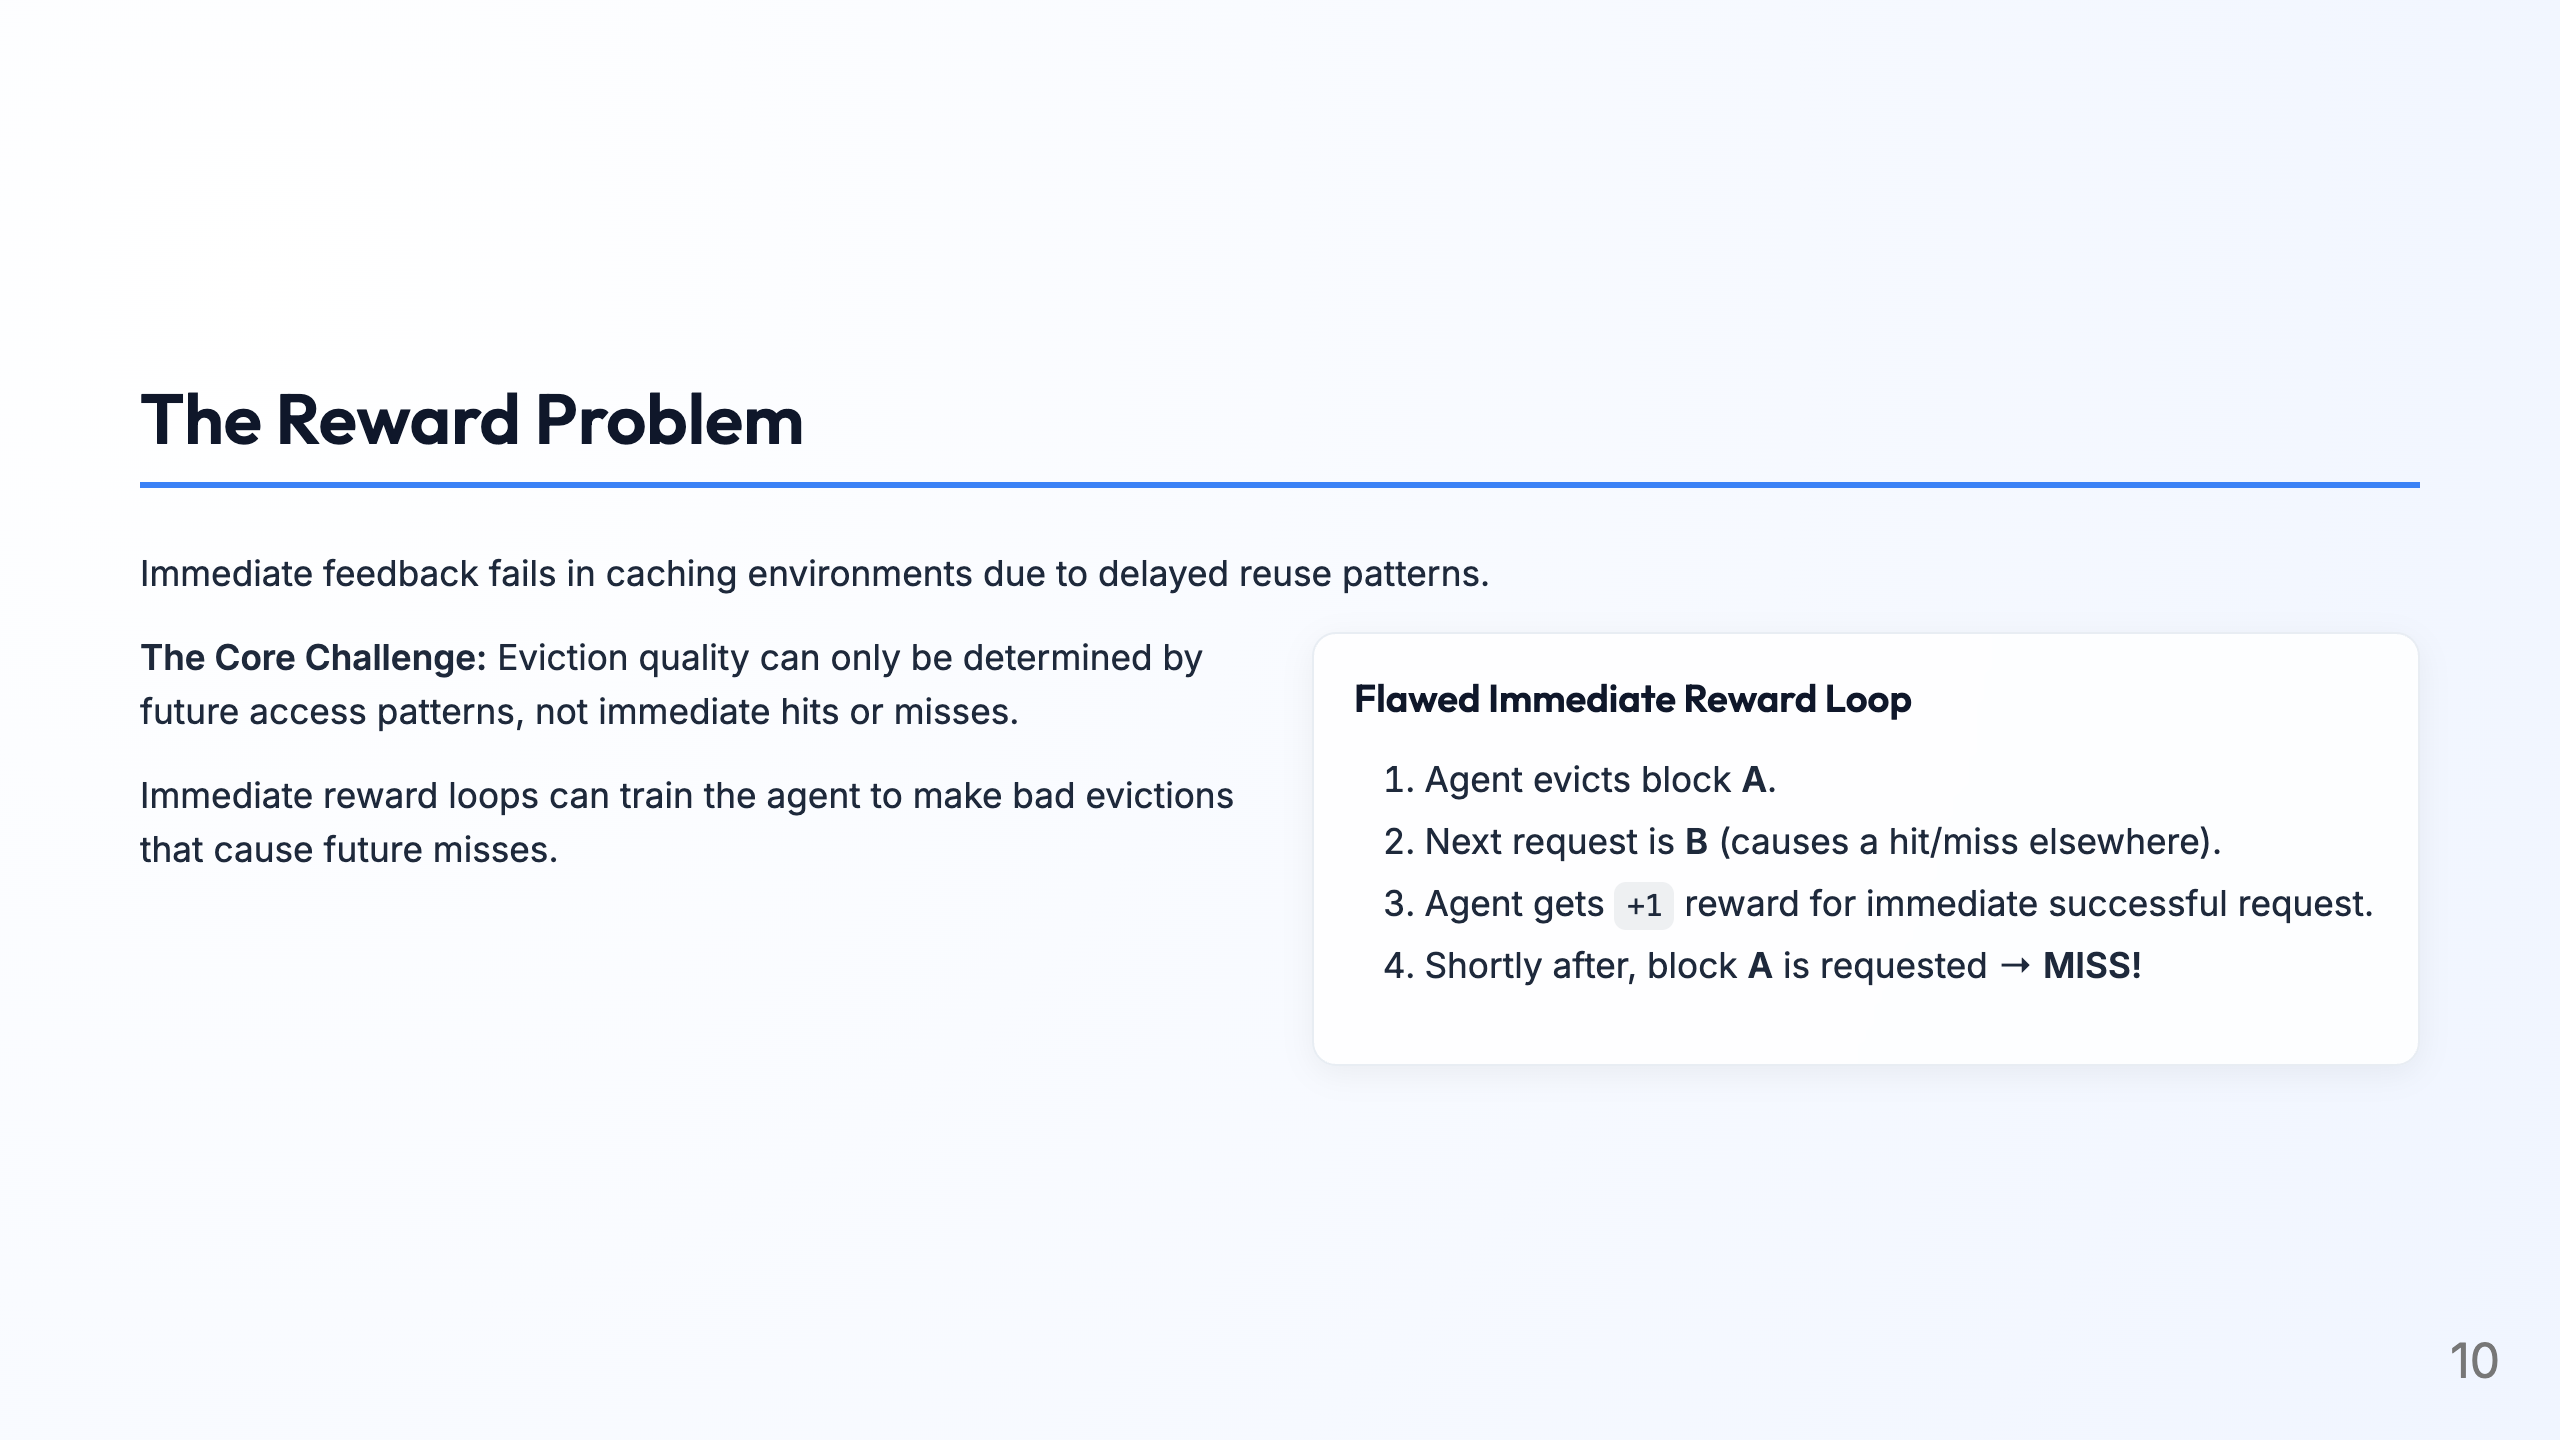 The Reward Problem
Immediate feedback fails in caching environments due to delayed reuse patterns.
The Core Challenge: Eviction quality can only be determined by
future access patterns, not immediate hits or misses.
Immediate reward loops can train the agent to make bad evictions
that cause future misses.
Flawed Immediate Reward Loop
1. Agent evicts block A.
2. Next request is B (causes a hit/miss elsewhere).
3. Agent gets +1 reward for immediate successful request.
4. Shortly after, block A is requested → MISS!
10